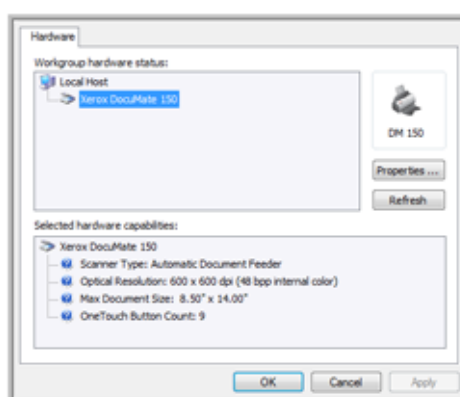 Hardware
Workgroup hardware status:
Local Host
Xerox DocuMate 150
DM 150
Properties ...
Refresh
Selected hardware capabilities:
Xerox DocuMate 150
Scanner Type: Automatic Document Feeder
Optical Resolution: 600 x 600 dpi (48 bpp internal color)
Max Document Size: 8.50" x 14.00"
OneTouch Button Count: 9
OK Cancel Apply